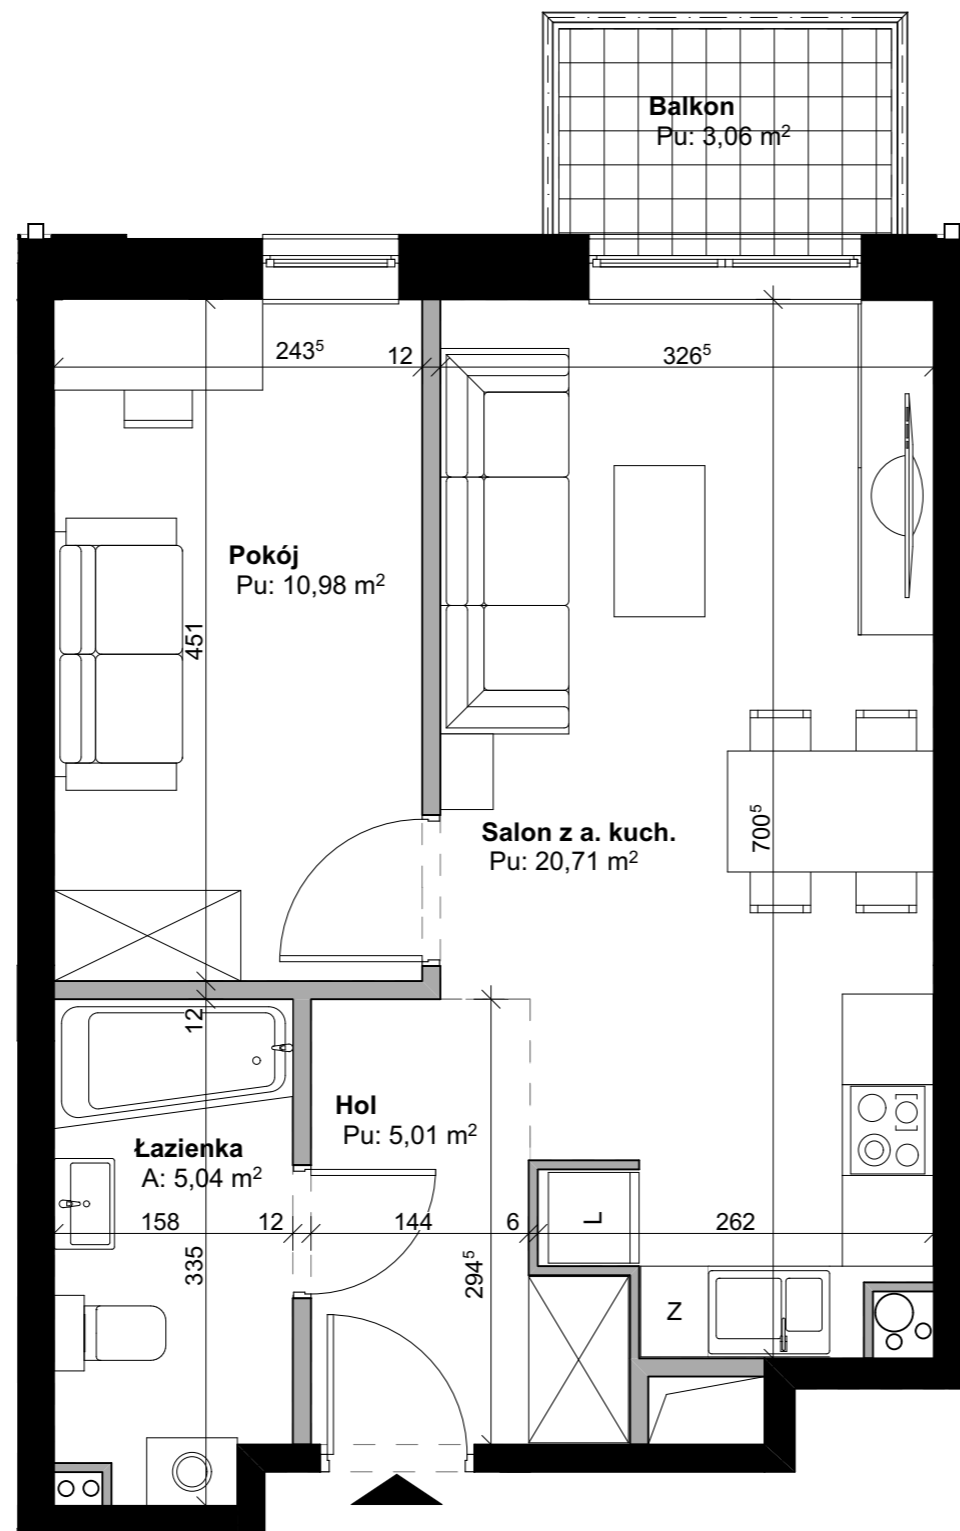 Balkon
Pu: 3,06 m²
243⁵
12
326⁵
Pokój
Pu: 10,98 m²
451
Salon z a. kuch.
Pu: 20,71 m²
700⁵
12
Hol
Pu: 5,01 m²
Łazienka
A: 5,04 m²
158
12
144
6
L
262
335
294⁵
Z